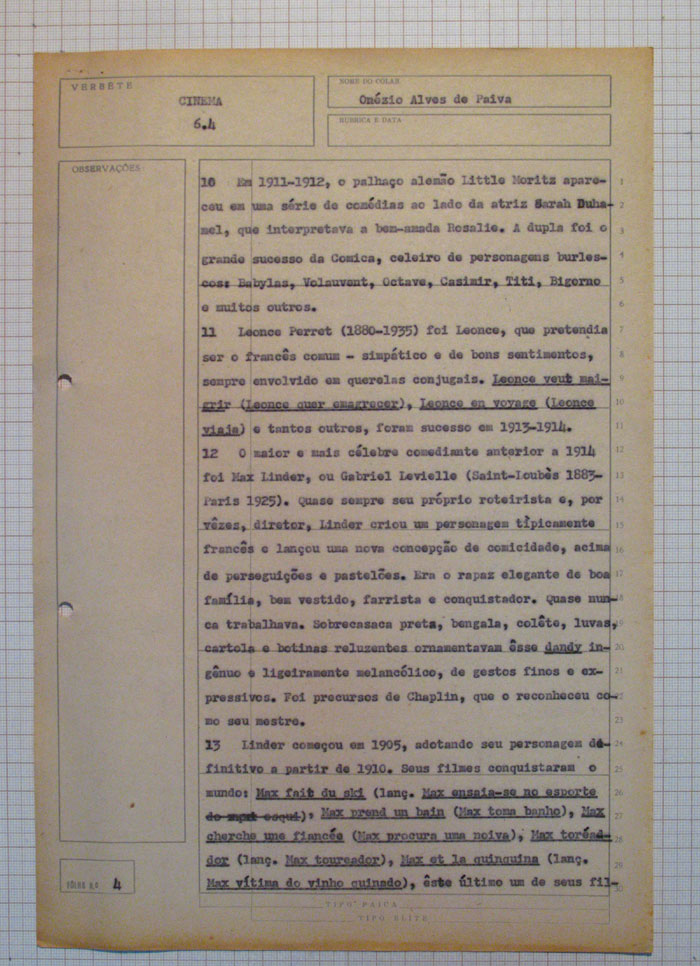 VERBÊTE
CINEMA
6.4
NOME DO COLAB.
Onézio Alves de Paiva
RUBRICA E DATA
OBSERVAÇÕES
10 Em 1911-1912, o palhaço alemão Little Moritz apare- 1
ceu em uma série de comédias ao lado da atriz Sarah Duha- 2
mel, que interpretava a bem-amada Rosalie. A dupla foi o 3
grande sucesso da Comica, celeiro de personagens burles- 4
cos: Babylas, Volauvent, Octave, Casimir, Titi, Bigorno 5
e muitos outros. 6
11 Leonce Perret (1880-1935) foi Leonce, que pretendia 7
ser o francês comum - simpático e de bons sentimentos, 8
sempre envolvido em querelas conjugais. Leonce veut mai- 9
grir (Leonce quer emagrecer), Leonce en voyage (Leonce 10
viaja) e tantos outros, foram sucesso em 1913-1914. 11
12 O maior e mais célebre comediante anterior a 1914 12
foi Max Linder, ou Gabriel Levielle (Saint-Loubès 1883- 13
Paris 1925). Quase sempre seu próprio roteirista e, por 14
vêzes, diretor, Linder criou um personagem tìpicamente 15
francês e lançou uma nova concepção de comicidade, acima 16
de perseguições e pastelões. Era o rapaz elegante de boa 17
família, bem vestido, farrista e conquistador. Quase nun- 18
ca trabalhava. Sobrecasaca preta, bengala, colête, luvas, 19
cartola e botinas reluzentes ornamentavam êsse dandy in- 20
gênuo e ligeiramente melancólico, de gestos finos e ex- 21
pressivos. Foi precursos de Chaplin, que o reconheceu co- 22
mo seu mestre. 23
13 Linder começou em 1905, adotando seu personagem de- 24
finitivo a partir de 1910. Seus filmes conquistaram o 25
mundo: Max fait du ski (lanç. Max ensaia-se no esporte 26
do esqui), Max prend un bain (Max toma banho), Max 27
cherche une fiancée (Max procura uma noiva), Max toréa- 28
dor (lanç. Max toureador), Max et la quinquina (lanç. 29
Max vítima do vinho quinado), êste último um de seus fil- 30
FÔLHA N.º 4
TIPO PAICA
TIPO ELITE